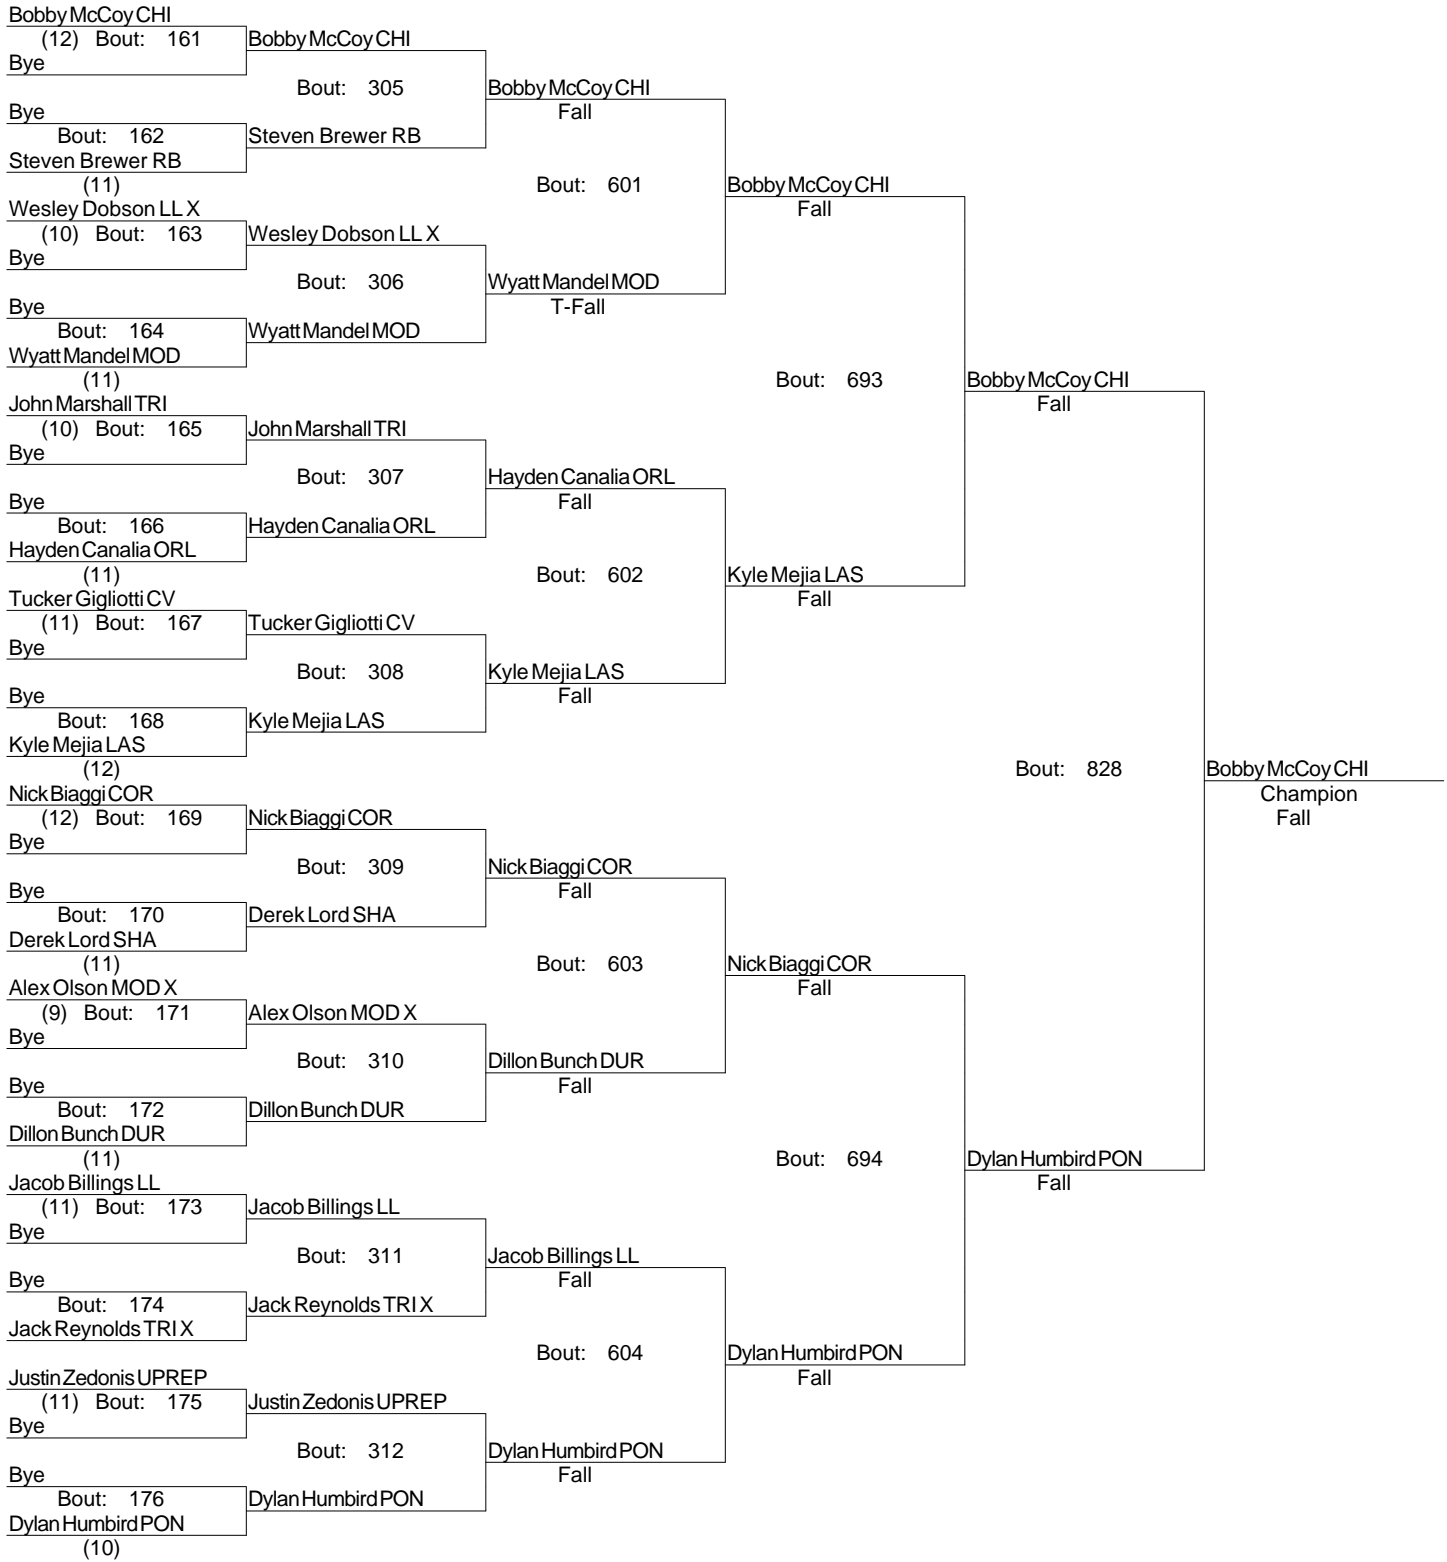 Bobby McCoy CHI
(12) Bout: 161
Bobby McCoy CHI
Bye
Bout: 305
Bobby McCoy CHI
Bye
Fall
Bout: 162
Steven Brewer RB
Steven Brewer RB
(11)
Bout: 601
Bobby McCoy CHI
Wesley Dobson LL X
Fall
(10) Bout: 163
Wesley Dobson LL X
Bye
Bout: 306
Wyatt Mandel MOD
Bye
T-Fall
Bout: 164
Wyatt Mandel MOD
Wyatt Mandel MOD
(11)
Bout: 693
Bobby McCoy CHI
John Marshall TRI
Fall
(10) Bout: 165
John Marshall TRI
Bye
Bout: 307
Hayden Canalia ORL
Bye
Fall
Bout: 166
Hayden Canalia ORL
Hayden Canalia ORL
(11)
Bout: 602
Kyle Mejia LAS
Tucker Gigliotti CV
Fall
(11) Bout: 167
Tucker Gigliotti CV
Bye
Bout: 308
Kyle Mejia LAS
Bye
Fall
Bout: 168
Kyle Mejia LAS
Kyle Mejia LAS
(12)
Bout: 828
Bobby McCoy CHI
Nick Biaggi COR
Champion
(12) Bout: 169
Nick Biaggi COR
Fall
Bye
Bout: 309
Nick Biaggi COR
Bye
Fall
Bout: 170
Derek Lord SHA
Derek Lord SHA
(11)
Bout: 603
Nick Biaggi COR
Alex Olson MOD X
Fall
(9) Bout: 171
Alex Olson MOD X
Bye
Bout: 310
Dillon Bunch DUR
Bye
Fall
Bout: 172
Dillon Bunch DUR
Dillon Bunch DUR
(11)
Bout: 694
Dylan Humbird PON
Jacob Billings LL
Fall
(11) Bout: 173
Jacob Billings LL
Bye
Bout: 311
Jacob Billings LL
Bye
Fall
Bout: 174
Jack Reynolds TRI X
Jack Reynolds TRI X
Bout: 604
Dylan Humbird PON
Justin Zedonis UPREP
Fall
(11) Bout: 175
Justin Zedonis UPREP
Bye
Bout: 312
Dylan Humbird PON
Bye
Fall
Bout: 176
Dylan Humbird PON
Dylan Humbird PON
(10)